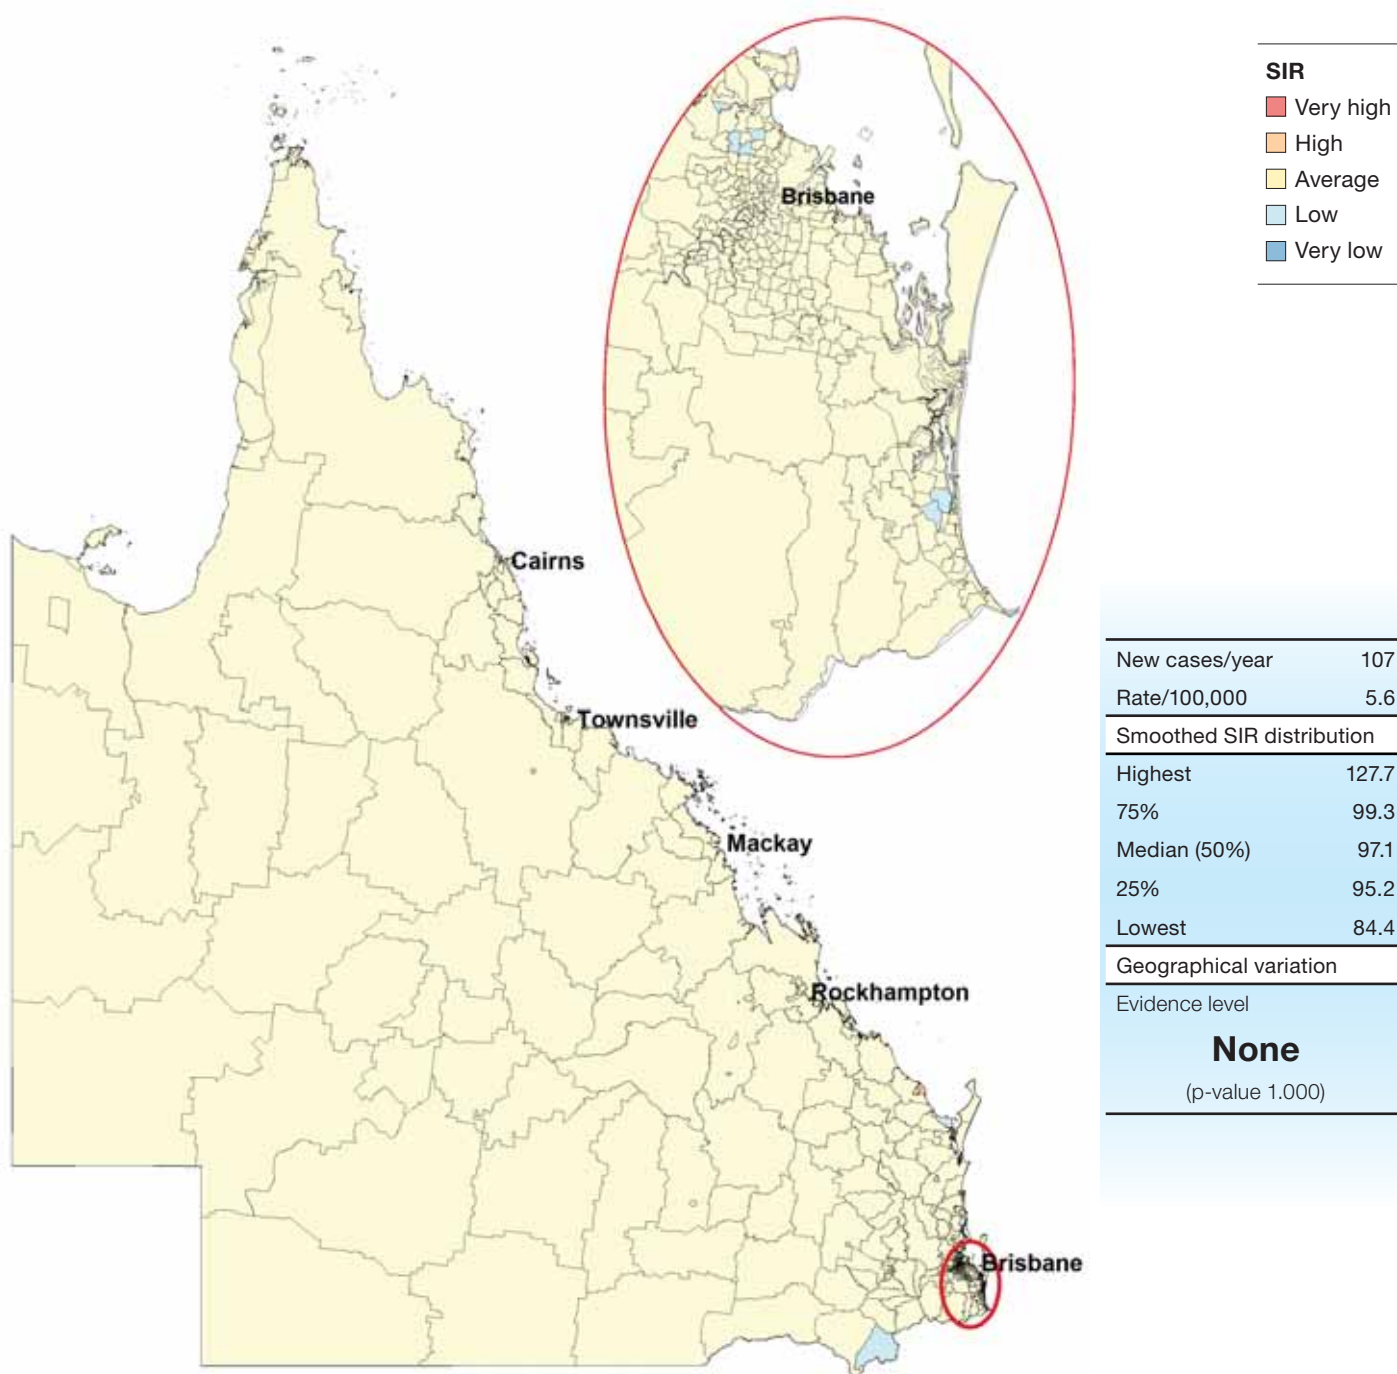 SIR
Very high
High
Average
Low
Very low
Brisbane
Cairns
Townsville
Mackay
Rockhampton
Brisbane
New cases/year 107
Rate/100,000 5.6
Smoothed SIR distribution
Highest 127.7
75% 99.3
Median (50%) 97.1
25% 95.2
Lowest 84.4
Geographical variation
Evidence level
None
(p-value 1.000)